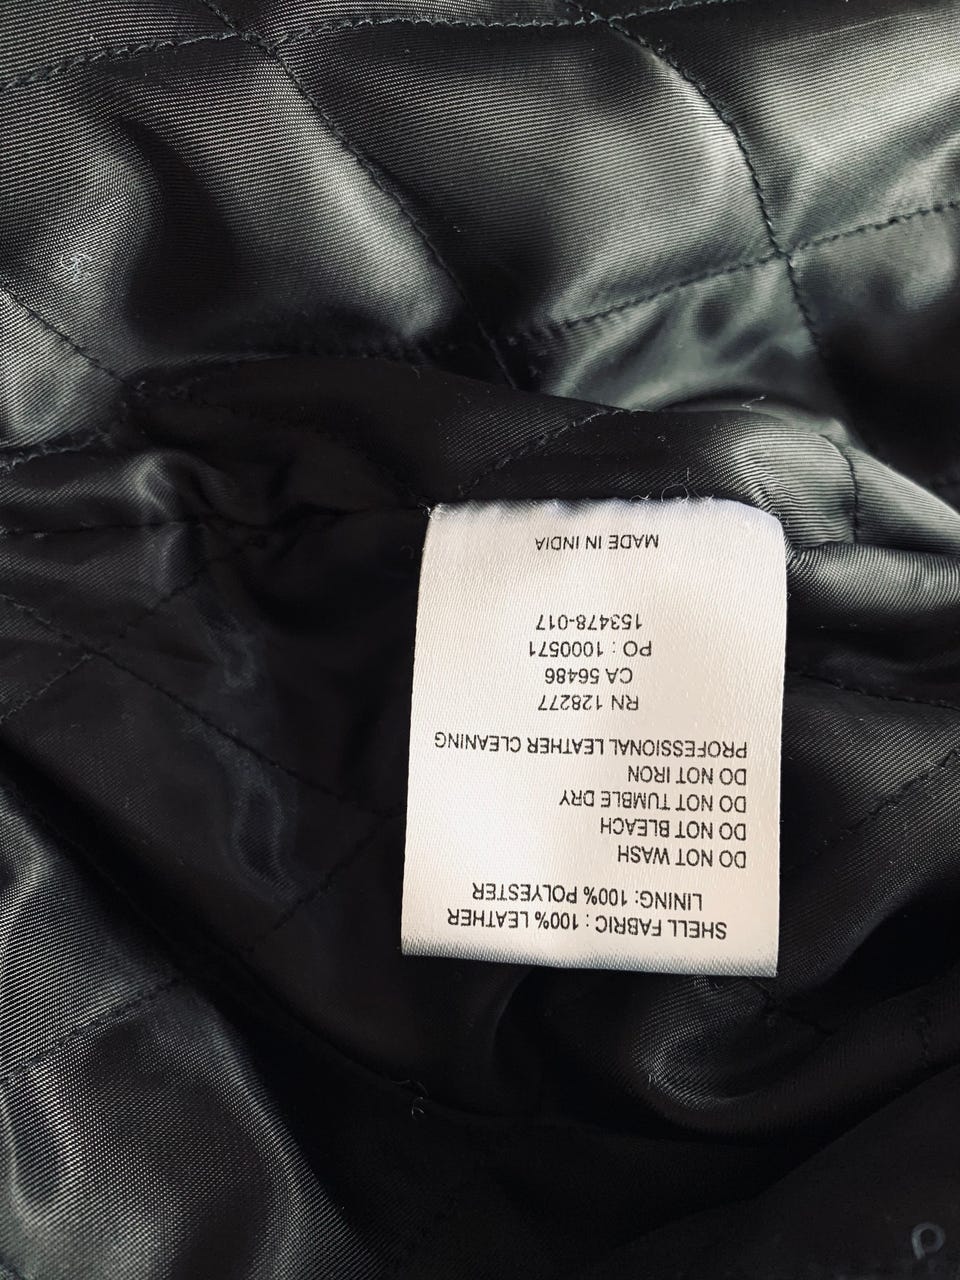 SHELL FABRIC : 100% LEATHER
LINING: 100% POLYESTER
DO NOT WASH
DO NOT BLEACH
DO NOT TUMBLE DRY
DO NOT IRON
PROFESSIONAL LEATHER CLEANING
RN 128277
CA 56486
PO : 1000571
153478-017
MADE IN INDIA